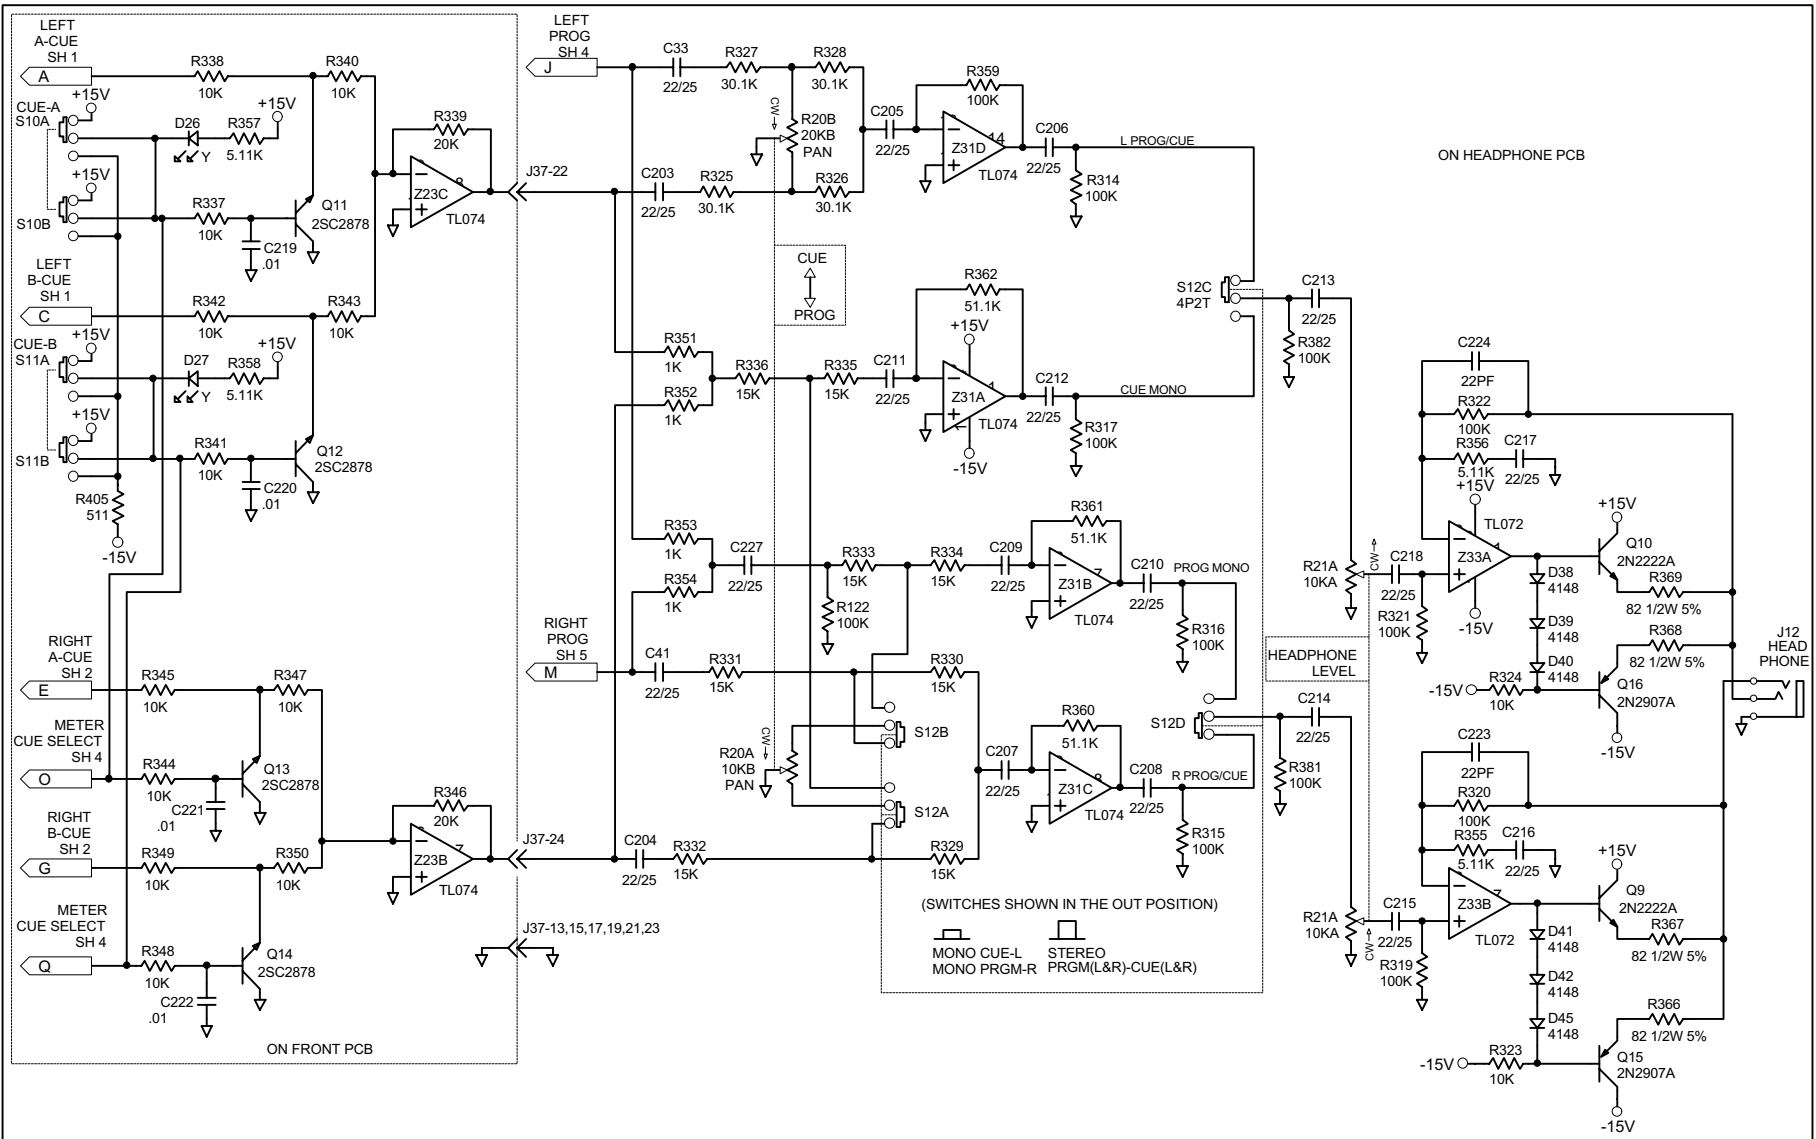 LEFT
A-CUE
SH 1
A
R338
10K
R340
10K
CUE-A
S10A
+15V
D26
Y
R357
5.11K
+15V
+15V
S10B
R337
10K
C219
.01
Q11
2SC2878
R339
20K
Z23C
TL074
J37-22
LEFT
B-CUE
SH 1
C
R342
10K
R343
10K
CUE-B
S11A
+15V
D27
Y
R358
5.11K
+15V
+15V
S11B
R341
10K
C220
.01
Q12
2SC2878
R405
511
-15V
RIGHT
A-CUE
SH 2
E
R345
10K
R347
10K
METER
CUE SELECT
SH 4
O
R344
10K
C221
.01
Q13
2SC2878
RIGHT
B-CUE
SH 2
G
R349
10K
R350
10K
METER
CUE SELECT
SH 4
Q
R348
10K
C222
.01
Q14
2SC2878
R346
20K
7
Z23B
TL074
J37-24
J37-13,15,17,19,21,23
ON FRONT PCB
LEFT
PROG
SH 4
J
C33
22/25
R327
30.1K
R328
30.1K
CW
R20B
20KB
PAN
C203
22/25
R325
30.1K
R326
30.1K
C205
22/25
R359
100K
14
Z31D
TL074
C206
22/25
L PROG/CUE
R314
100K
ON HEADPHONE PCB
CUE
PROG
R351
1K
R352
1K
R336
15K
R335
15K
C211
22/25
R362
51.1K
+15V
1
Z31A
TL074
-15V
C212
22/25
CUE MONO
R317
100K
S12C
4P2T
R382
100K
C213
22/25
R353
1K
R354
1K
C227
22/25
R122
100K
R333
15K
R334
15K
C209
22/25
R361
51.1K
7
Z31B
TL074
C210
22/25
PROG MONO
R316
100K
RIGHT
PROG
SH 5
M
C41
22/25
R331
15K
R330
15K
CW
R20A
10KB
PAN
S12B
S12A
C207
22/25
R360
51.1K
Z31C
TL074
C208
22/25
R PROG/CUE
R315
100K
S12D
R381
100K
C214
22/25
C204
22/25
R332
15K
R329
15K
(SWITCHES SHOWN IN THE OUT POSITION)
MONO CUE-L
MONO PRGM-R
STEREO
PRGM(L&R)-CUE(L&R)
HEADPHONE
LEVEL
C224
22PF
R322
100K
R356
5.11K
C217
22/25
+15V
TL072
1
Z33A
-15V
R21A
10KA
CW
C218
22/25
R321
100K
+15V
Q10
2N2222A
D38
4148
D39
4148
D40
4148
R369
82 1/2W 5%
R368
82 1/2W 5%
-15V
R324
10K
Q16
2N2907A
-15V
J12
HEAD
PHONE
C223
22PF
R320
100K
R355
5.11K
C216
22/25
R21A
10KA
CW
C215
22/25
R319
100K
7
Z33B
TL072
+15V
Q9
2N2222A
D41
4148
D42
4148
D45
4148
R367
82 1/2W 5%
R366
82 1/2W 5%
-15V
R323
10K
Q15
2N2907A
-15V